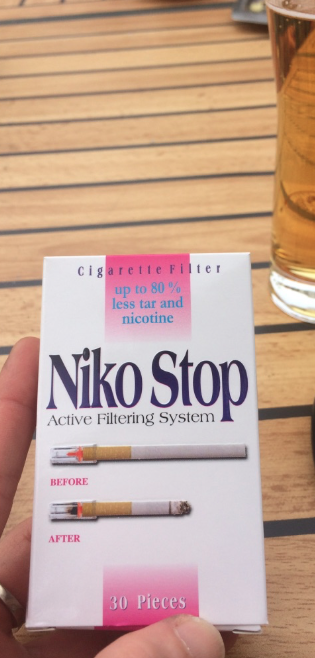 Cigarette Filter
up to 80 %
less tar and
nicotine
Niko Stop
Active Filtering System
BEFORE
AFTER
30 Pieces